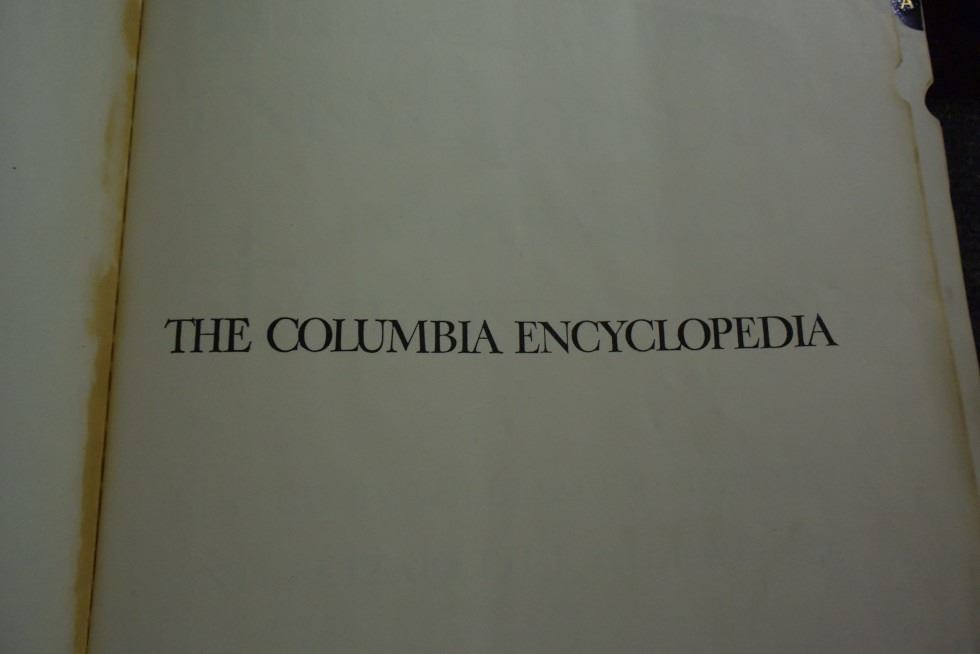 A
THE COLUMBIA ENCYCLOPEDIA